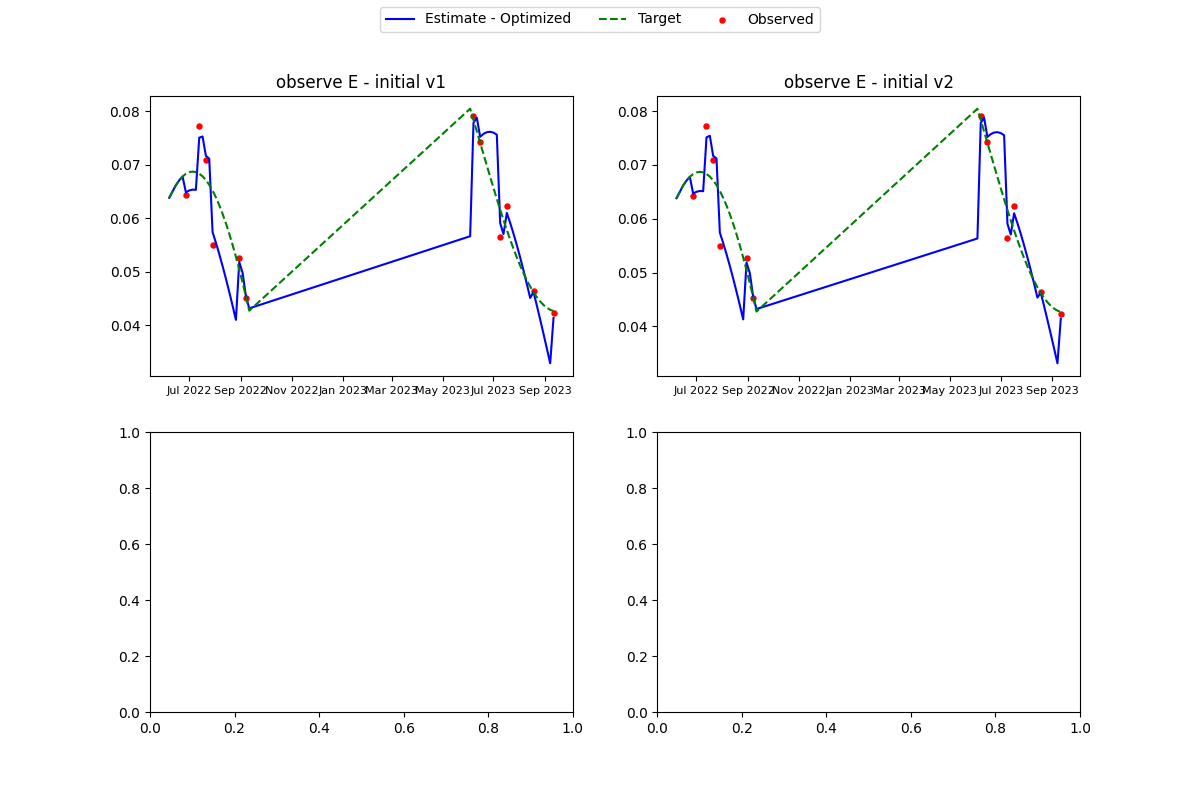 Estimate - Optimized Target Observed
observe E - initial v1 observe E - initial v2
0.08 0.08
0.07 0.07
0.06 0.06
0.05 0.05
0.04 0.04
Jul 2022 Sep 2022 Nov 2022 Jan 2023 Mar 2023 May 2023 Jul 2023 Sep 2023 Jul 2022 Sep 2022 Nov 2022 Jan 2023 Mar 2023 May 2023 Jul 2023 Sep 2023
1.0 1.0
0.8 0.8
0.6 0.6
0.4 0.4
0.2 0.2
0.0 0.0
0.0 0.2 0.4 0.6 0.8 1.0 0.0 0.2 0.4 0.6 0.8 1.0